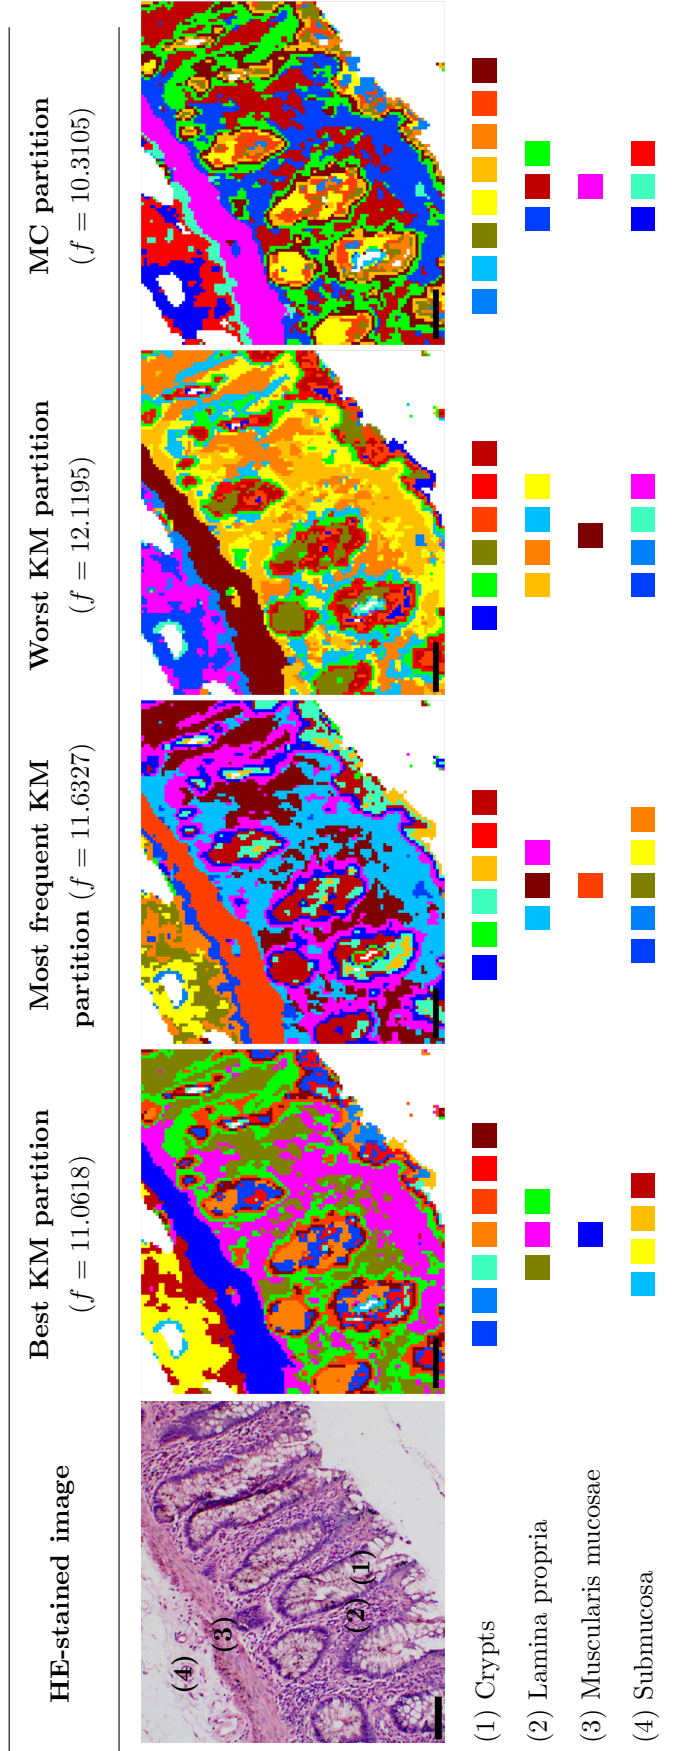 HE-stained image
Best KM partition
(f = 11.0618)
Most frequent KM
partition (f = 11.6327)
Worst KM partition
(f = 12.1195)
MC partition
(f = 10.3105)
(4)
(3)
(2)
(1)
(1) Crypts
(2) Lamina propria
(3) Muscularis mucosae
(4) Submucosa